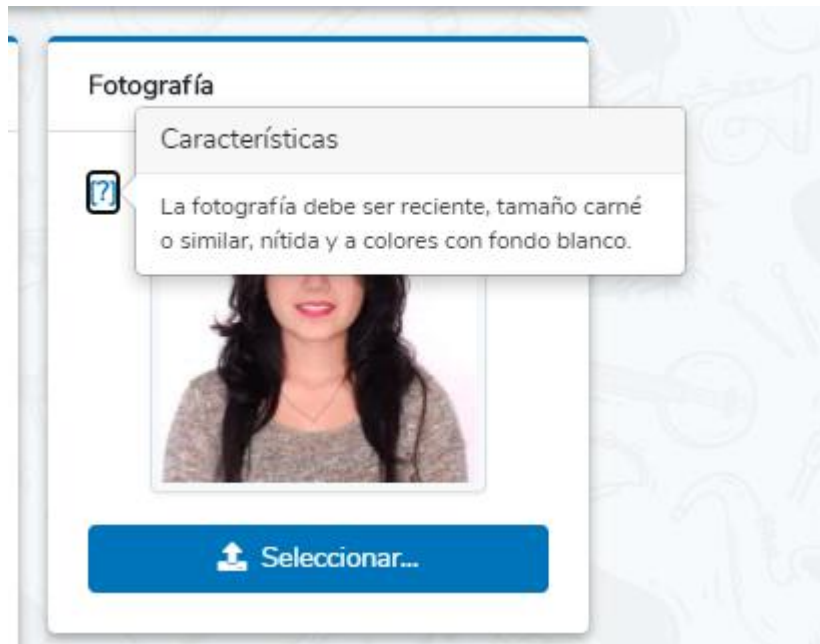 Fotografía
Características
[?]
La fotografía debe ser reciente, tamaño carné
o similar, nítida y a colores con fondo blanco.
Seleccionar...